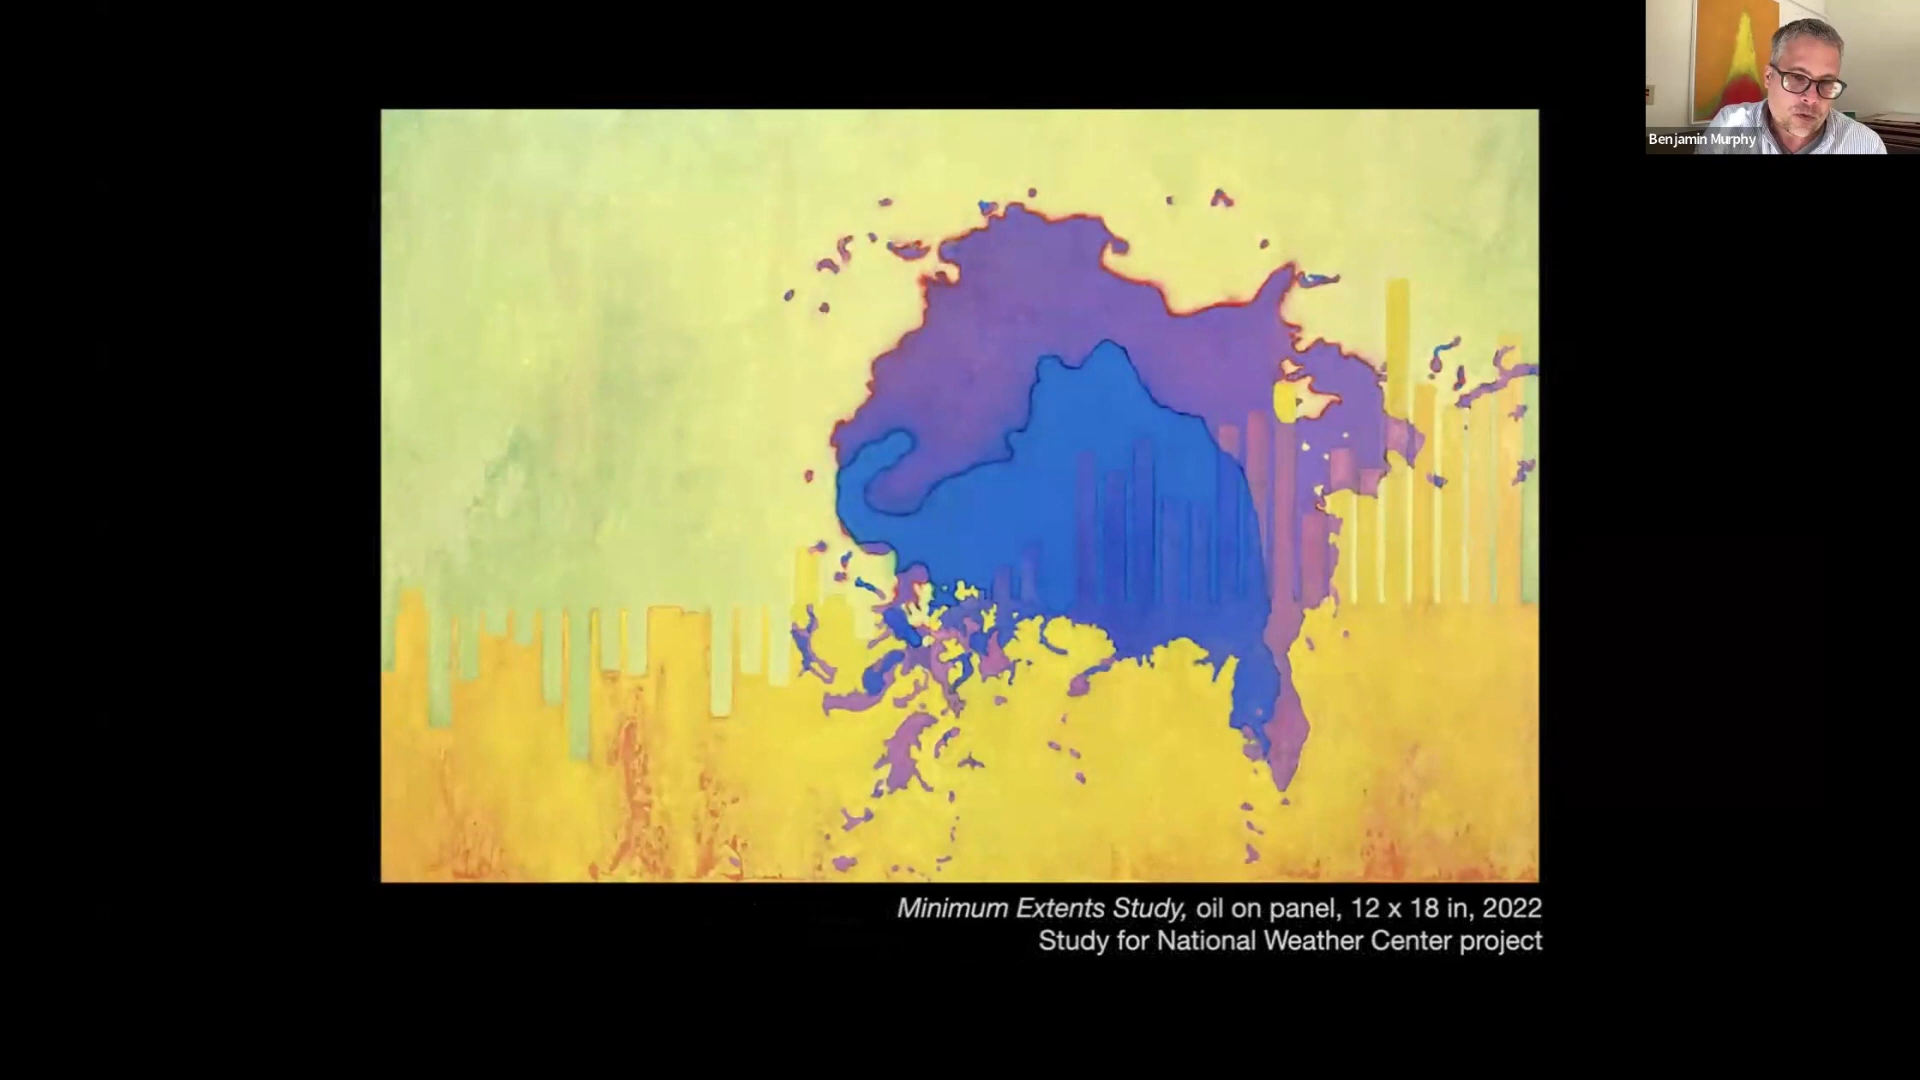 Benjamin Murphy
Minimum Extents Study, oil on panel, 12 x 18 in, 2022
Study for National Weather Center project